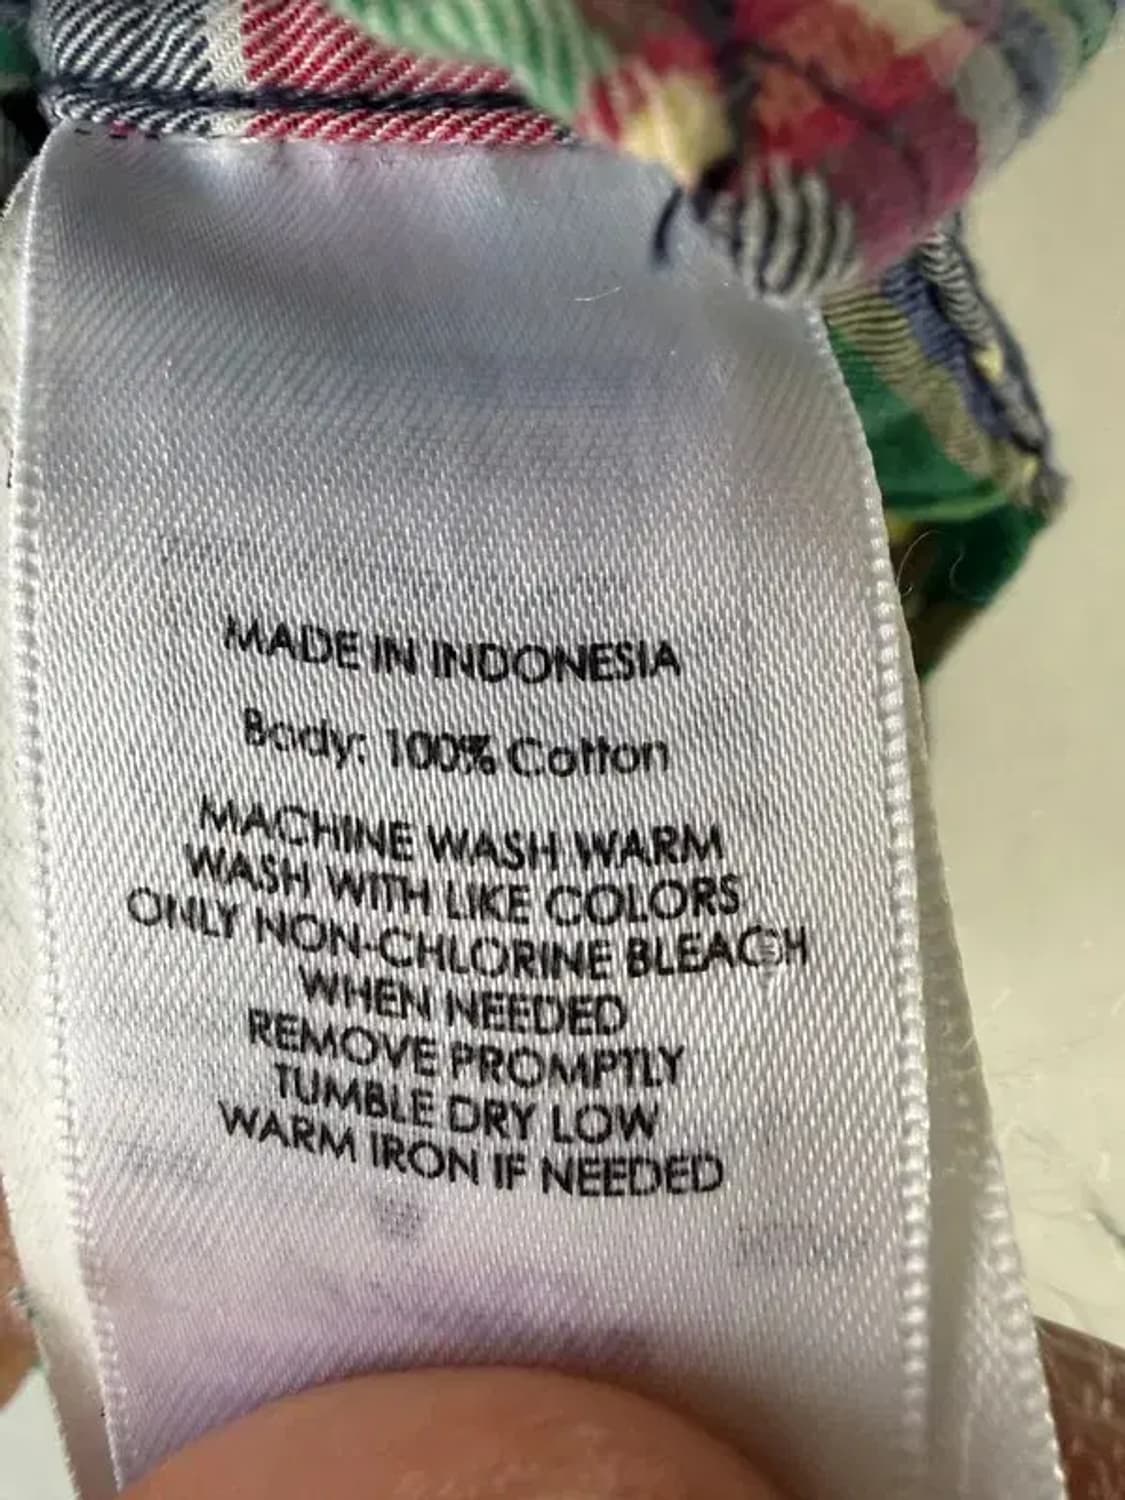 MADE IN INDONESIA
Body: 100% Cotton
MACHINE WASH WARM
WASH WITH LIKE COLORS
ONLY NON-CHLORINE BLEACH
WHEN NEEDED
REMOVE PROMPTLY
TUMBLE DRY LOW
WARM IRON IF NEEDED